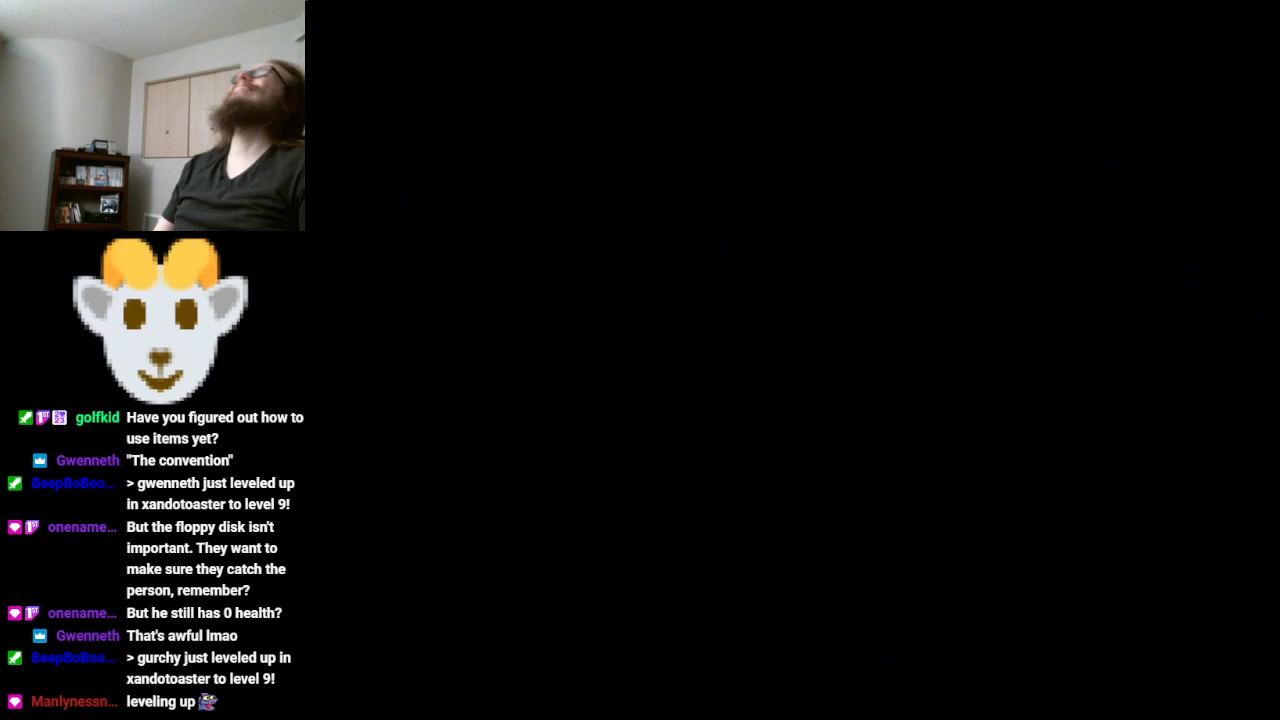 golfkid Have you figured out how to
use items yet?
Gwenneth "The convention"
BeepBoBoo... > gwenneth just leveled up
in xandotoaster to level 9!
onename... But the floppy disk isn't
important. They want to
make sure they catch the
person, remember?
onename... But he still has 0 health?
Gwenneth That's awful lmao
BeepBoBoo... > gurchy just leveled up in
xandotoaster to level 9!
Manlynessn... leveling up